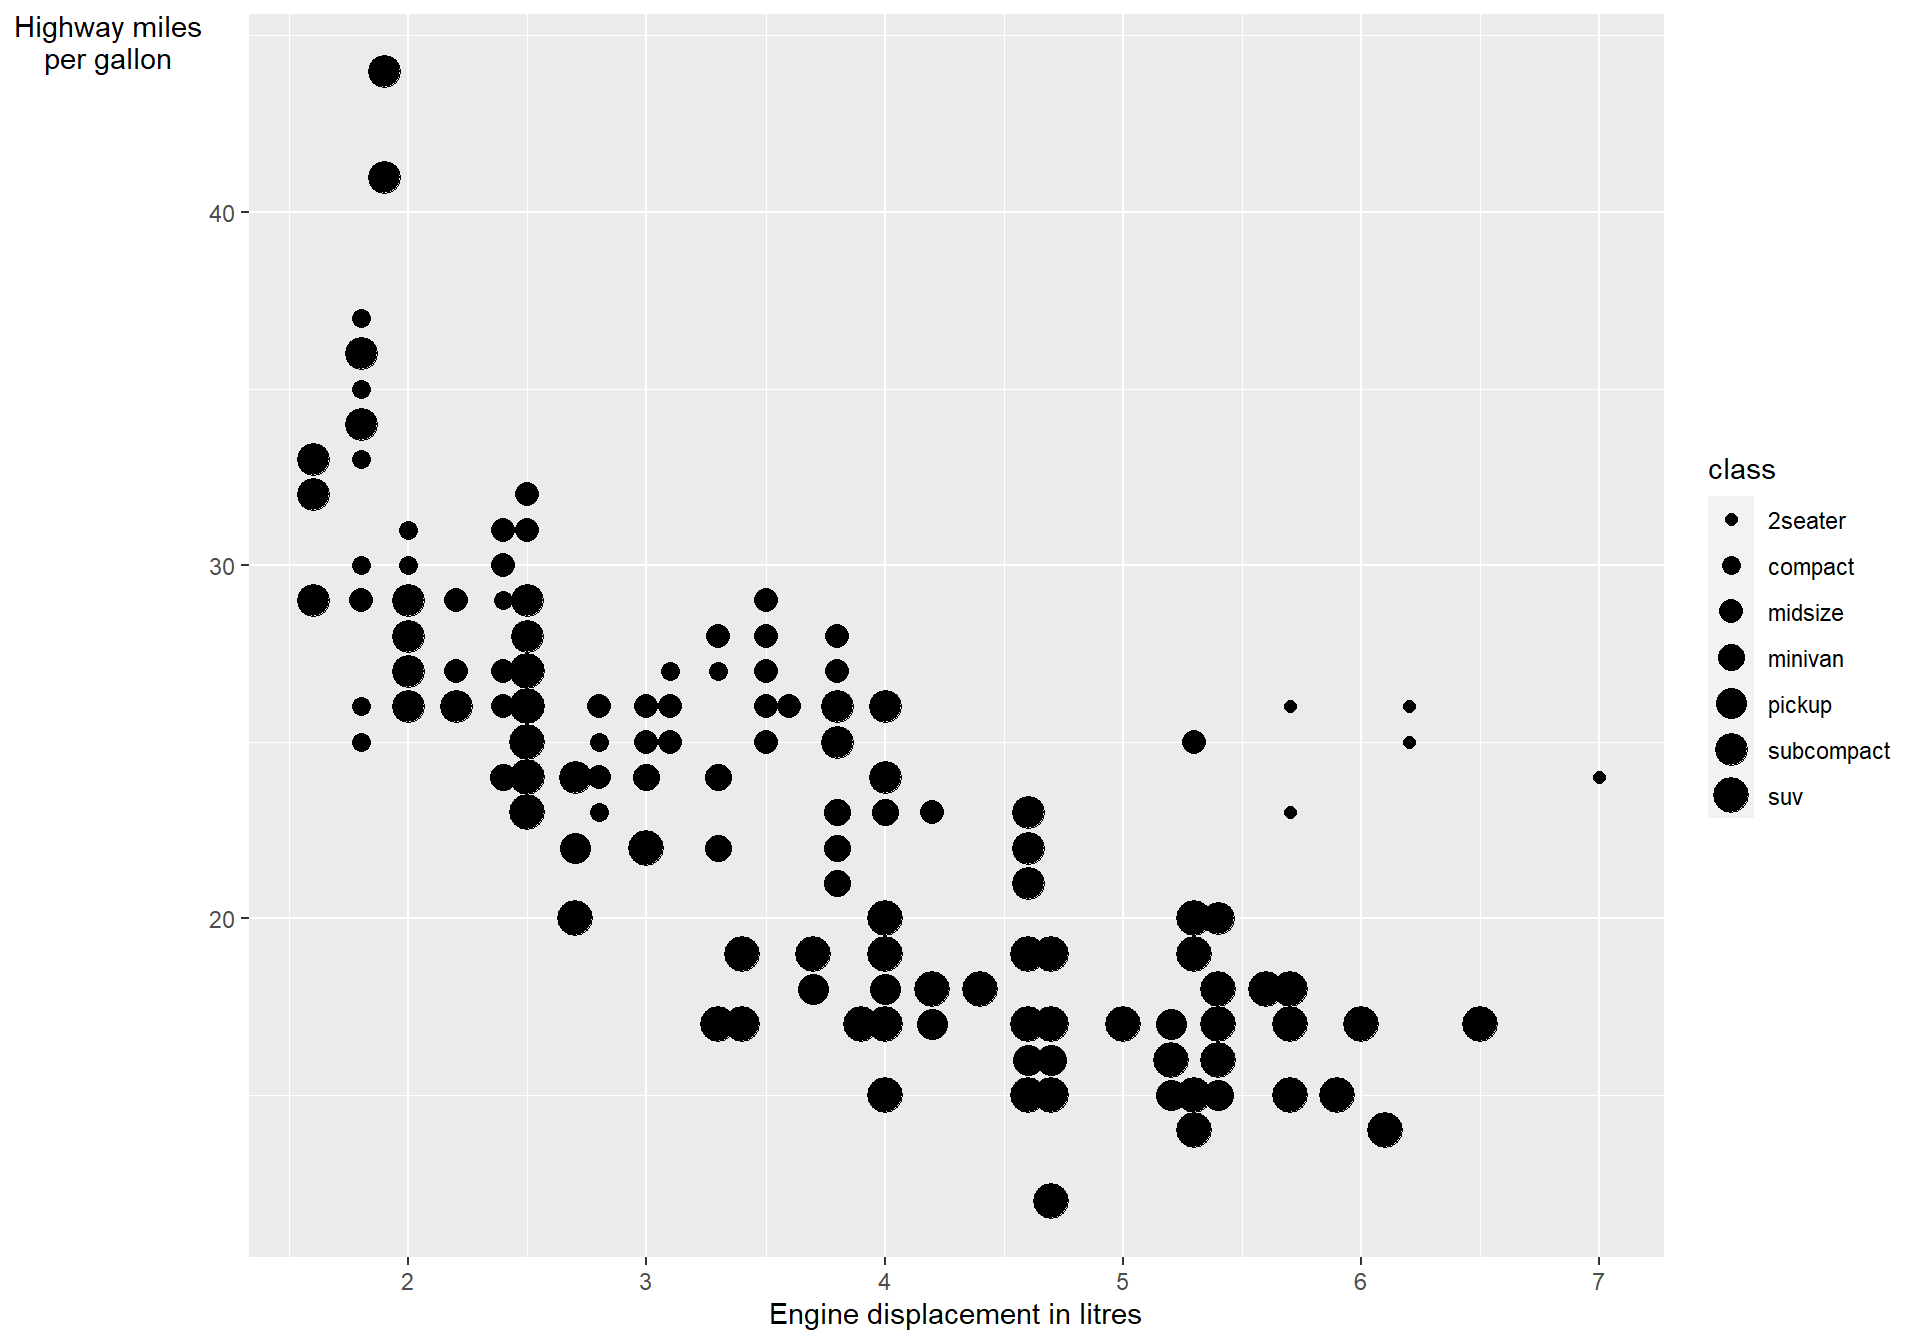 Highway miles
per gallon
40
30
20
2
3
4
5
6
7
Engine displacement in litres
class
2seater
compact
midsize
minivan
pickup
subcompact
suv